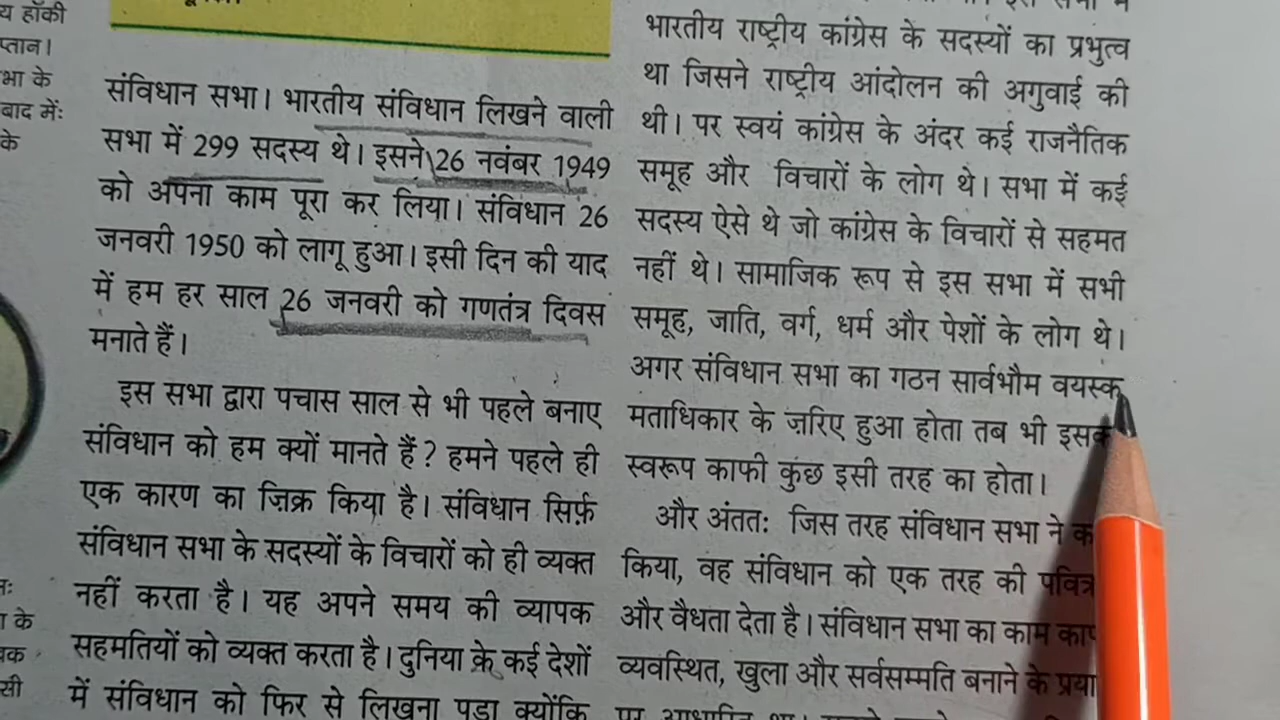 य हॉकी
प्तान।
भा के
बाद में:
के
संविधान सभा। भारतीय संविधान लिखने वाली
सभा में 299 सदस्य थे। इसने 26 नवंबर 1949
को अपना काम पूरा कर लिया। संविधान 26
जनवरी 1950 को लागू हुआ। इसी दिन की याद
में हम हर साल 26 जनवरी को गणतंत्र दिवस
मनाते हैं।
इस सभा द्वारा पचास साल से भी पहले बनाए
संविधान को हम क्यों मानते हैं? हमने पहले ही
एक कारण का ज़िक्र किया है। संविधान सिर्फ़
संविधान सभा के सदस्यों के विचारों को ही व्यक्त
नहीं करता है। यह अपने समय की व्यापक
सहमतियों को व्यक्त करता है। दुनिया के कई देशों
में संविधान को फिर से लिखना पड़ा क्योंकि
भारतीय राष्ट्रीय कांग्रेस के सदस्यों का प्रभुत्व
था जिसने राष्ट्रीय आंदोलन की अगुवाई की
थी। पर स्वयं कांग्रेस के अंदर कई राजनैतिक
समूह और विचारों के लोग थे। सभा में कई
सदस्य ऐसे थे जो कांग्रेस के विचारों से सहमत
नहीं थे। सामाजिक रूप से इस सभा में सभी
समूह, जाति, वर्ग, धर्म और पेशों के लोग थे।
अगर संविधान सभा का गठन सार्वभौम वयस्क
मताधिकार के ज़रिए हुआ होता तब भी
स्वरूप काफी कुछ इसी तरह का होता।
और अंततः जिस तरह संविधान सभा ने
किया, वह संविधान को एक तरह की
और वैधता देता है। संविधान सभा का काम
व्यवस्थित, खुला और सर्वसम्मति बनाने के